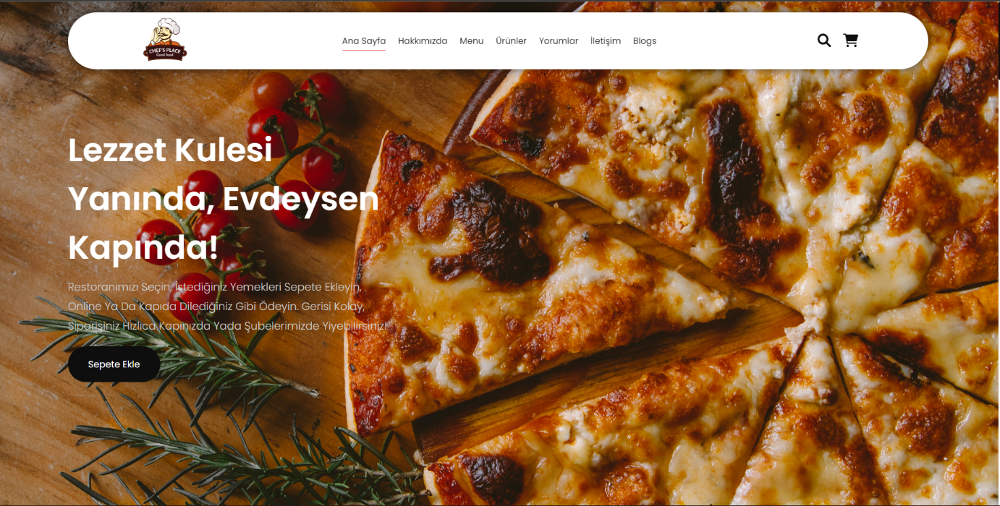 CHEF'S PLACE
Good food
Ana Sayfa Hakkımızda Menu Ürünler Yorumlar İletişim Blogs
Lezzet Kulesi
Yanında, Evdeysen
Kapında!
Restoranımızı Seçin, İstediğiniz Yemekleri Sepete Ekleyin,
Online Ya Da Kapıda Dilediğiniz Gibi Ödeyin. Gerisi Kolay,
Siparişiniz Hızlıca Kapınızda Yada Şubelerimizde Yiyebilirsiniz!
Sepete Ekle